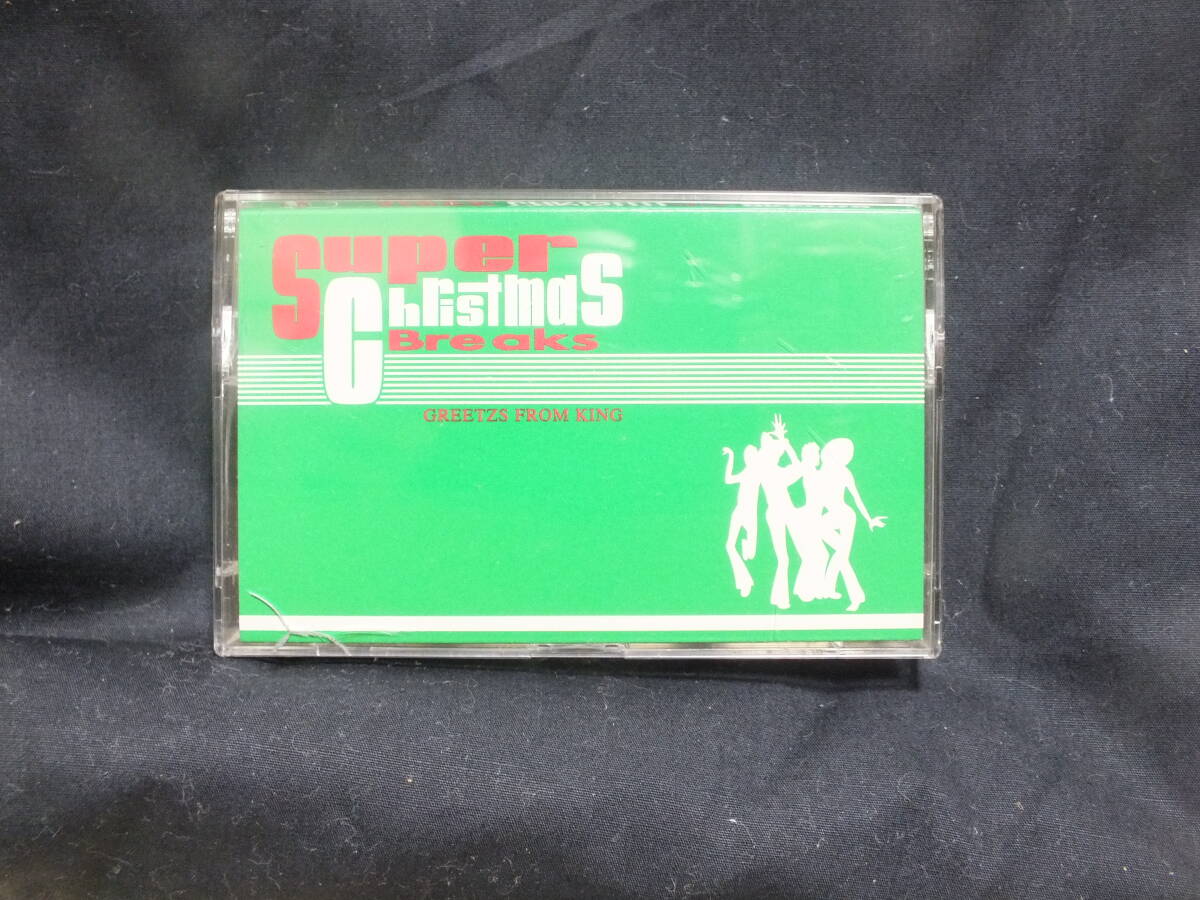 Super
Christmas
Breaks
GREETZS FROM KING